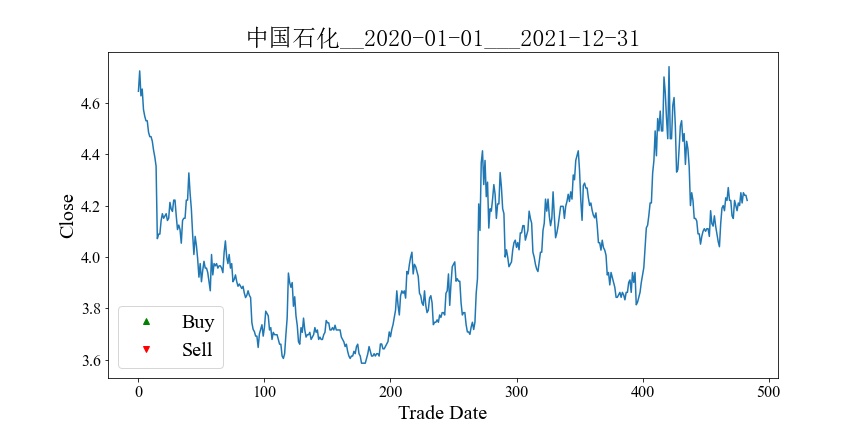 中国石化__2020-01-01___2021-12-31
Close
4.6
4.4
4.2
4.0
3.8
3.6
Buy
Sell
0 100 200 300 400 500
Trade Date